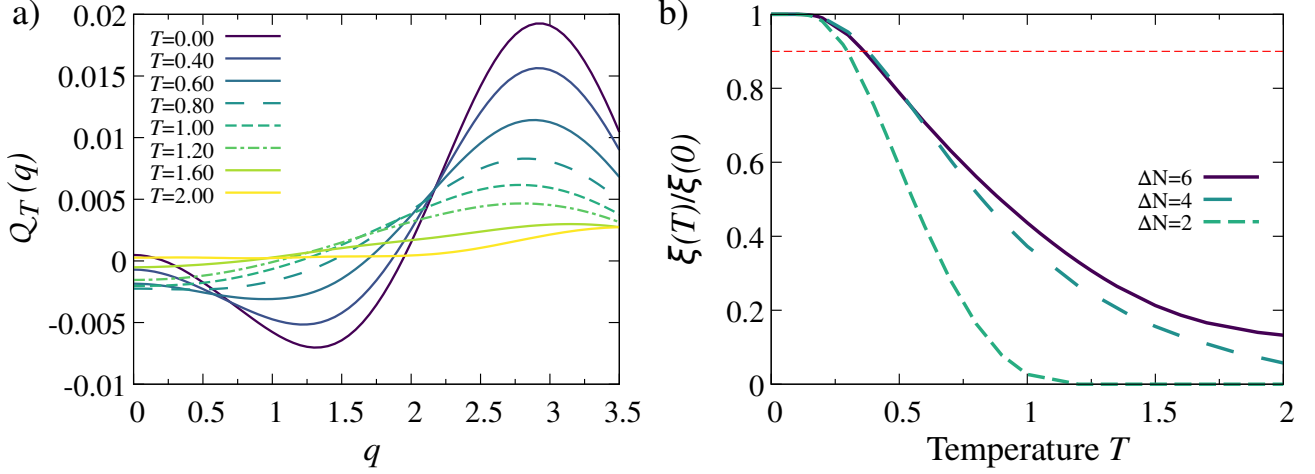 a)
Q_T (q)
0.02
0.015
0.01
0.005
0
-0.005
-0.01
T=0.00
T=0.40
T=0.60
T=0.80
T=1.00
T=1.20
T=1.60
T=2.00
0 0.5 1 1.5 2 2.5 3 3.5
q
b)
ξ(T)/ξ(0)
1
0.8
0.6
0.4
0.2
0
ΔN=6
ΔN=4
ΔN=2
0 0.5 1 1.5 2
Temperature T